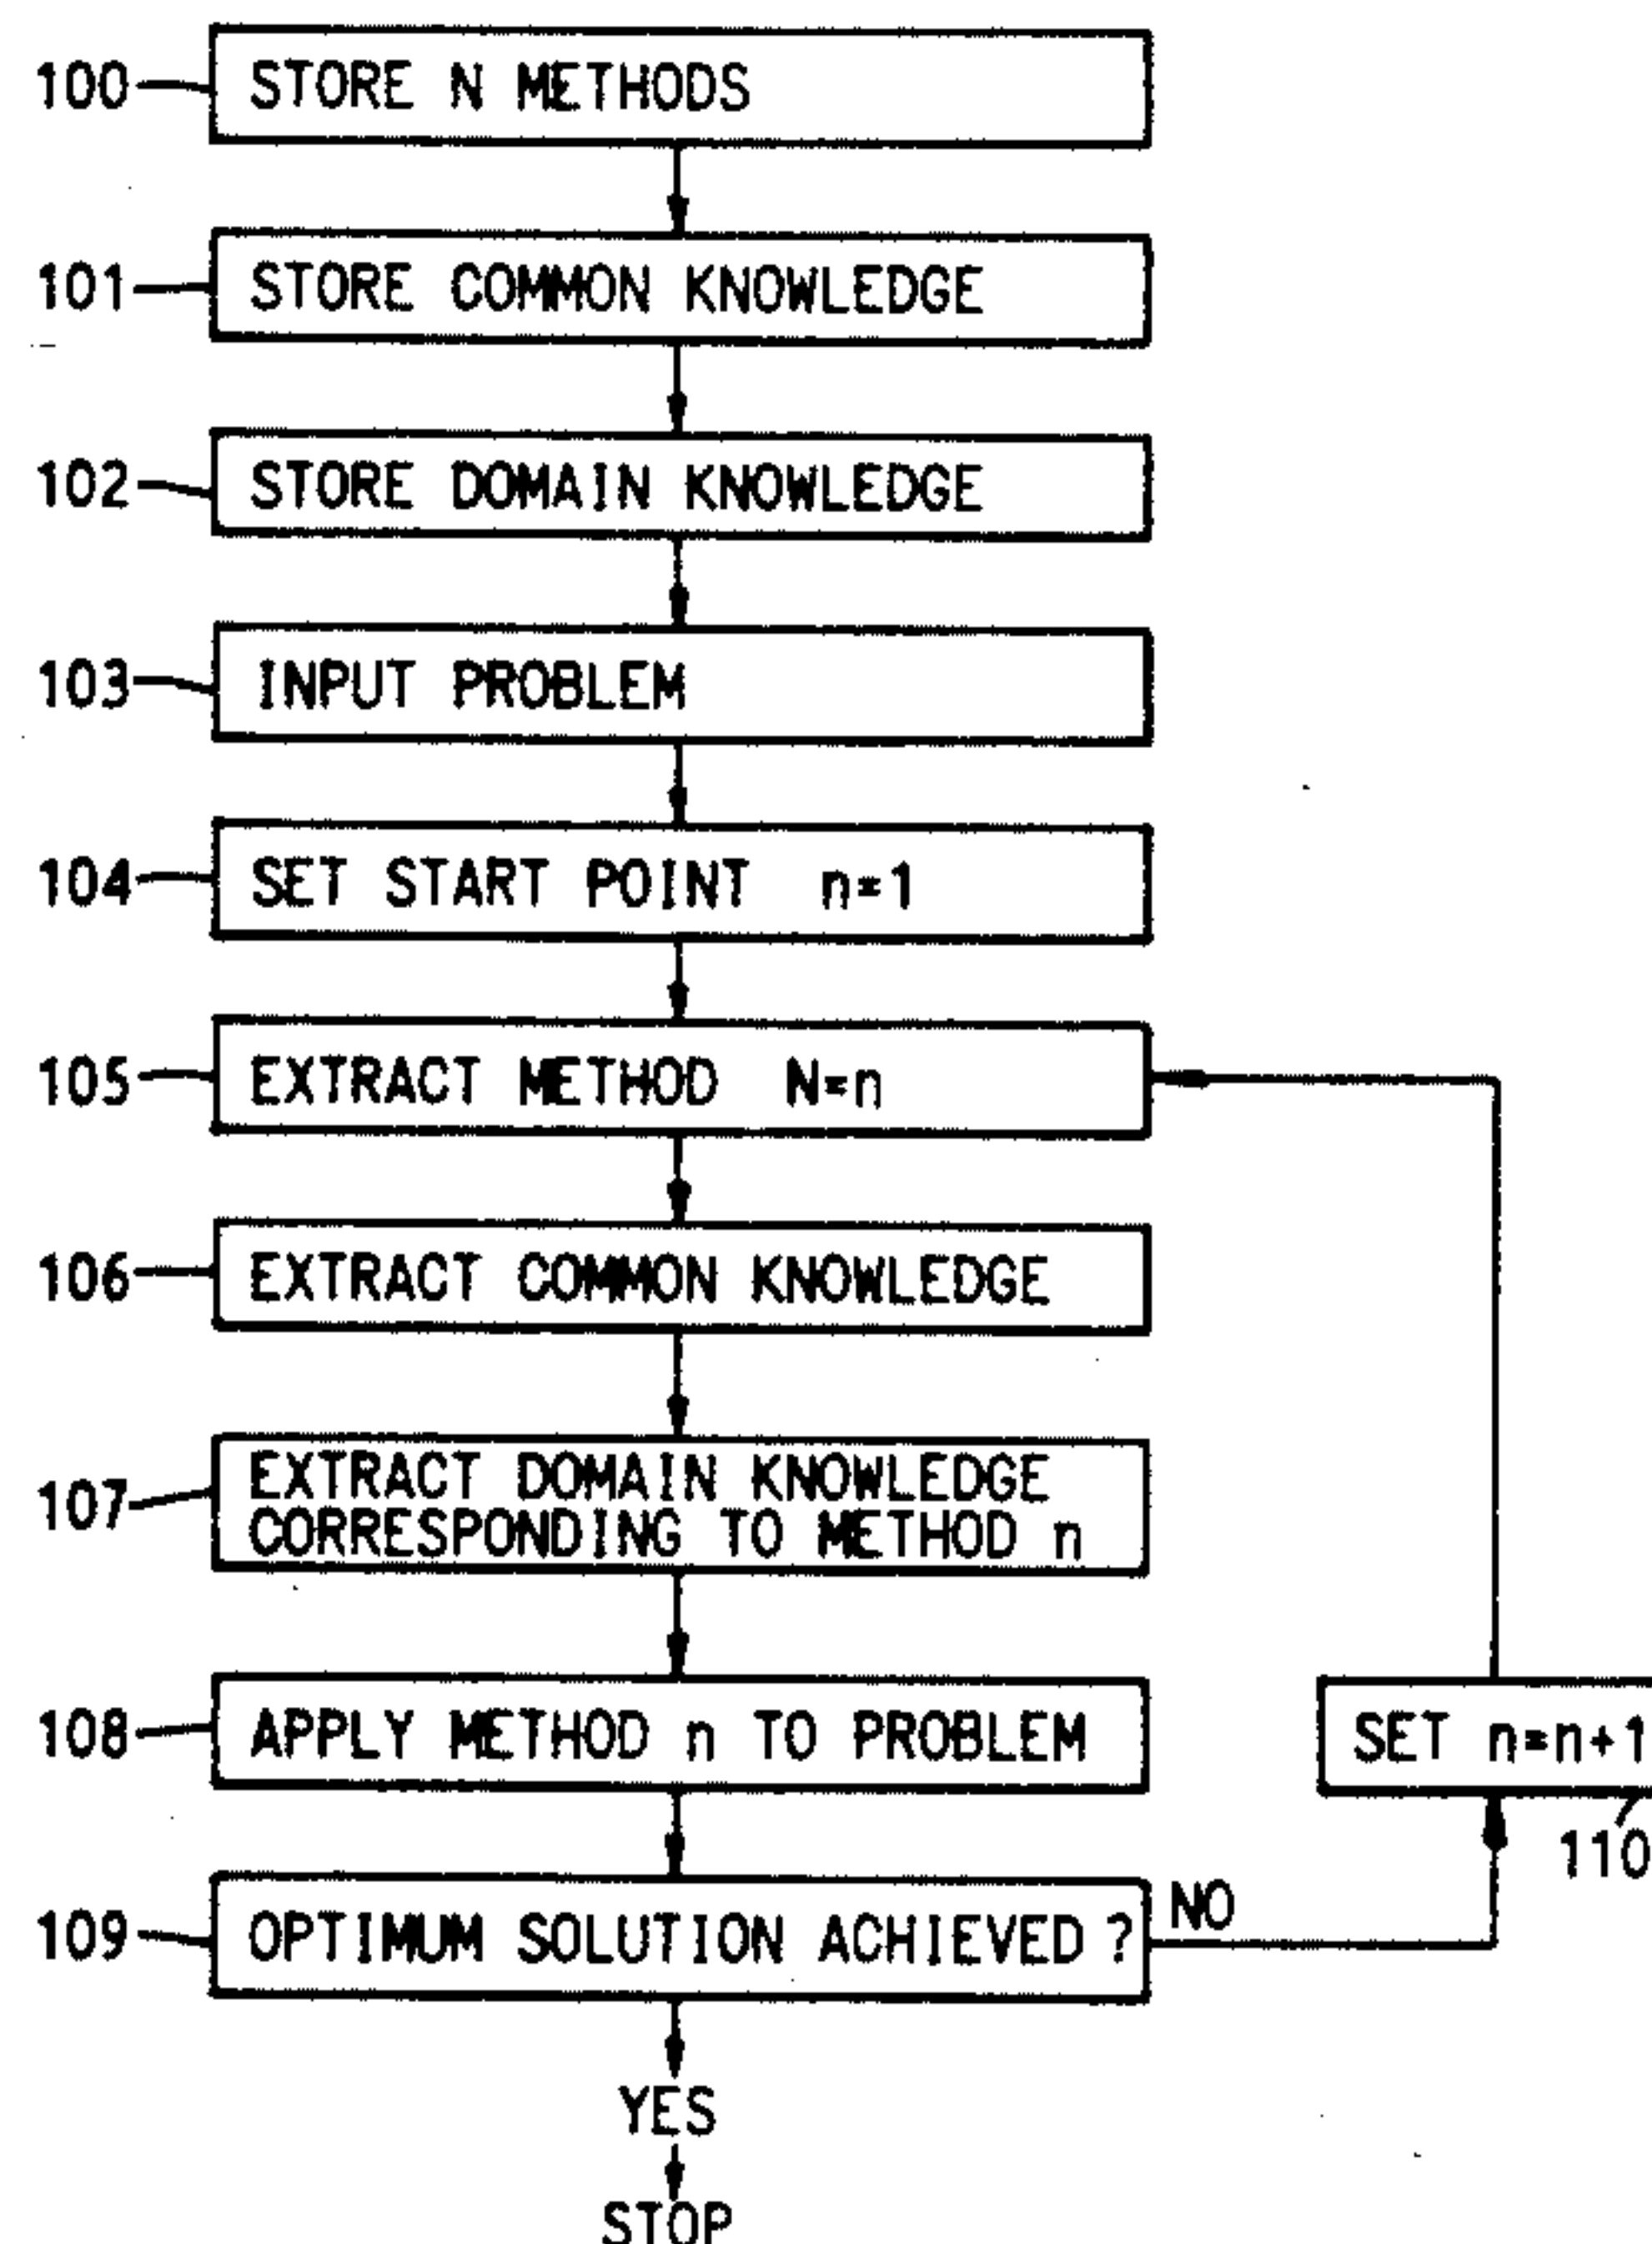 100 STORE N METHODS
101 STORE COMMON KNOWLEDGE
102 STORE DOMAIN KNOWLEDGE
103 INPUT PROBLEM
104 SET START POINT n=1
105 EXTRACT METHOD N=n
106 EXTRACT COMMON KNOWLEDGE
107 EXTRACT DOMAIN KNOWLEDGE
CORRESPONDING TO METHOD n
108 APPLY METHOD n TO PROBLEM
SET n=n+1
110
109 OPTIMUM SOLUTION ACHIEVED ?
NO
YES
STOP